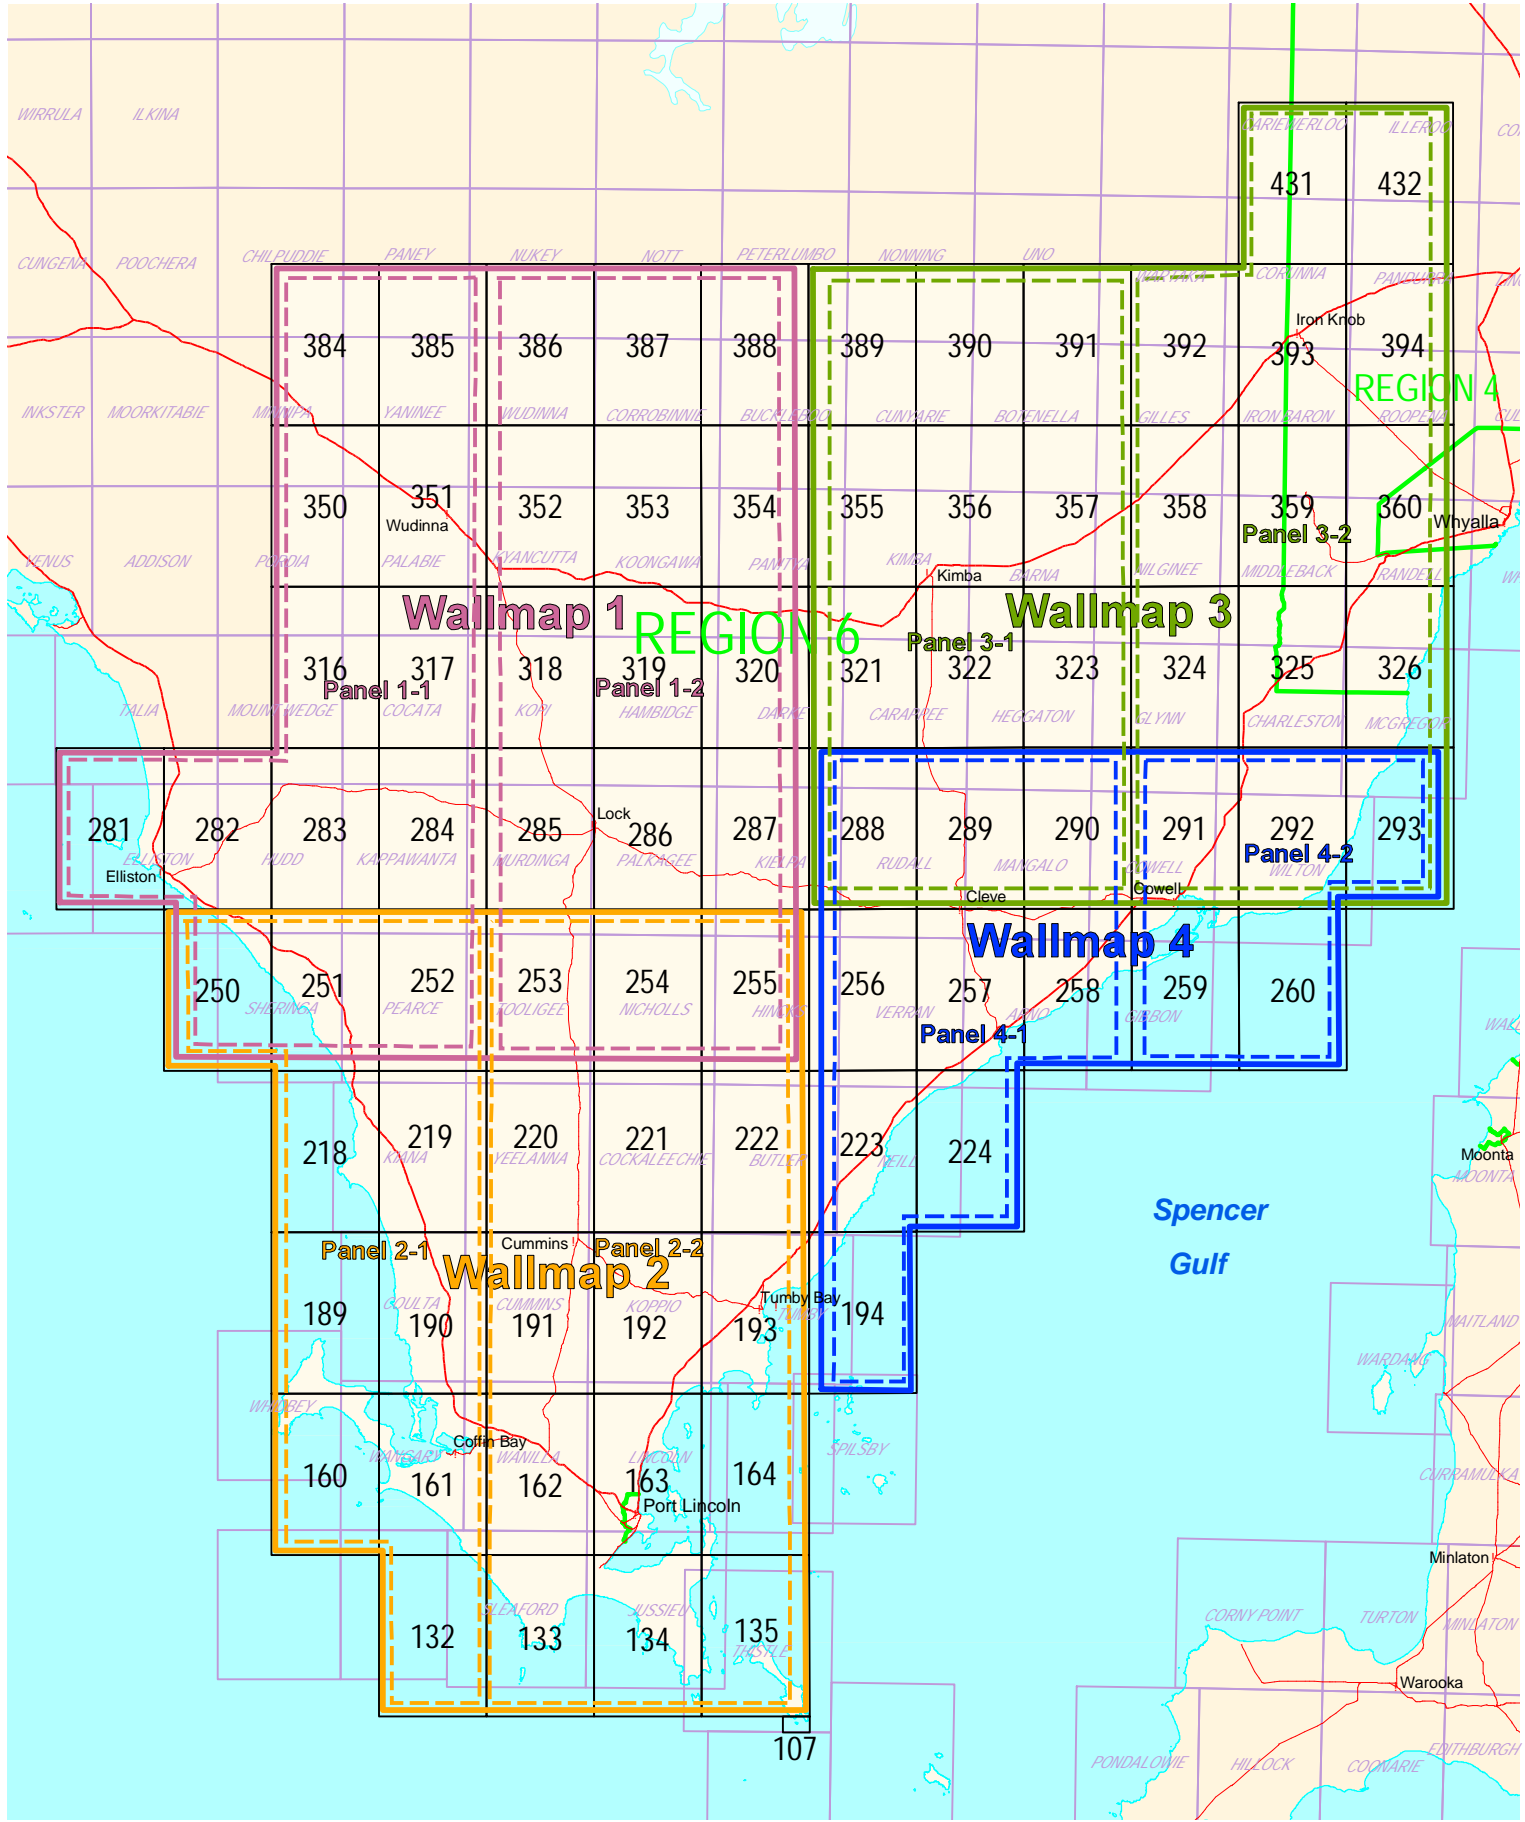 WIRRULA
ILKINA
CARIEWERLOO
431
432
CUNGENA
POOCHERA
CHILPUDDIE
PANEY
NUKEY
NOTT
PETERLUMBO
NONNING
UNO
WARTAKA
CORUNNA
PANDURRA
384
385
386
387
388
389
390
391
392
Iron Knob
393
394
REGION 4
INKSTER
MOORKITABIE
MINNIPA
YANINEE
WUDINNA
CORROBINNIE
BUCKLEBOO
CUNYARIE
BOTENELLA
GILLES
IRON BARON
ROOPENA
350
351
Wudinna
352
353
354
355
356
357
358
359
360
Panel 3-2
Whyalla
VENUS
ADDISON
PORDIA
PALABIE
KYANCUTTA
KOONGAWA
PANITYA
KIMBA
Kimba
BARNA
NILGINEE
MIDDLEBACK
RANDELL
Wallmap 1
REGION 6
Wallmap 3
Panel 3-1
316
317
318
319
320
321
322
323
324
325
326
Panel 1-1
Panel 1-2
TALIA
MOUNT WEDGE
COCATA
KOPI
HAMBIDGE
DARKE
CARAPPEE
HEGGATON
GLYNN
CHARLESTON
MCGREGOR
Lock
281
282
283
284
285
286
287
288
289
290
291
292
293
Panel 4-2
ELLISTON
Elliston
PUDD
KAPPAWANTA
MURDINGA
PALKAGEE
KIELPA
RUDALL
MANGALO
COWELL
WILTON
Cleve
Cowell
Wallmap 4
250
251
252
253
254
255
256
257
258
259
260
SHERINGA
PEARCE
TOOLIGEE
NICHOLLS
HINCKS
VERRAN
ARNO
GIBBON
Panel 4-1
218
219
220
221
222
223
224
KIANA
YEELANNA
COCKALEECHIE
BUTLER
NEILL
Moonta
MOONTA
Spencer
Gulf
Panel 2-1
Cummins
Panel 2-2
Wallmap 2
189
COULTA
190
CUMMINS
191
KOPPIO
192
Tumby Bay
TUMBY
193
194
MAITLAND
WARDANG
WHIDBEY
Coffin Bay
WANGARY
WANILLA
LINCOLN
SPILSBY
160
161
162
163
164
Port Lincoln
CURRAMULKA
Minlaton
SLEAFORD
JUSSIEU
132
133
134
135
THISTLE
CORNY POINT
TURTON
MINLATON
Warooka
107
PONDALOWIE
HILLOCK
COONARIE
EDITHBURGH